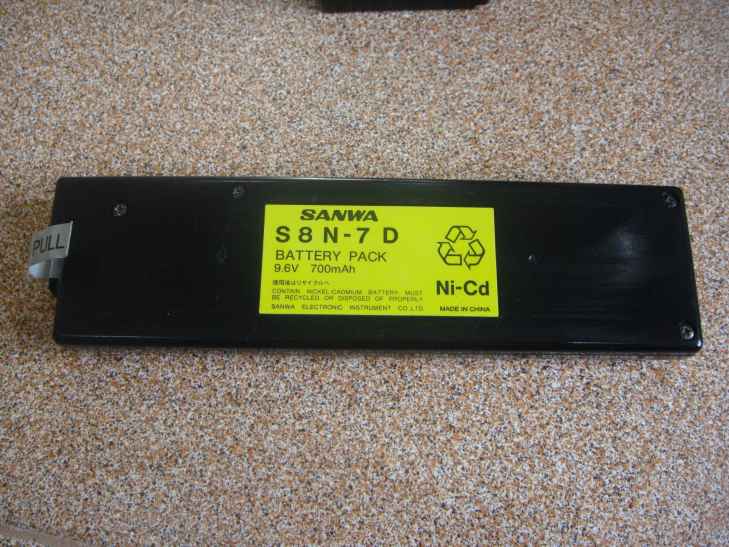 PULL
SANWA
S8N-7D
BATTERY PACK
9.6V 700mAh
使用後はリサイクルへ
CONTAIN NICKEL/CADMIUM BATTERY MUST
BE RECYCLED OR DISPOSED OF PROPERLY
SANWA ELECTRONIC INSTRUMENT CO.LTD
Ni-Cd
MADE IN CHINA